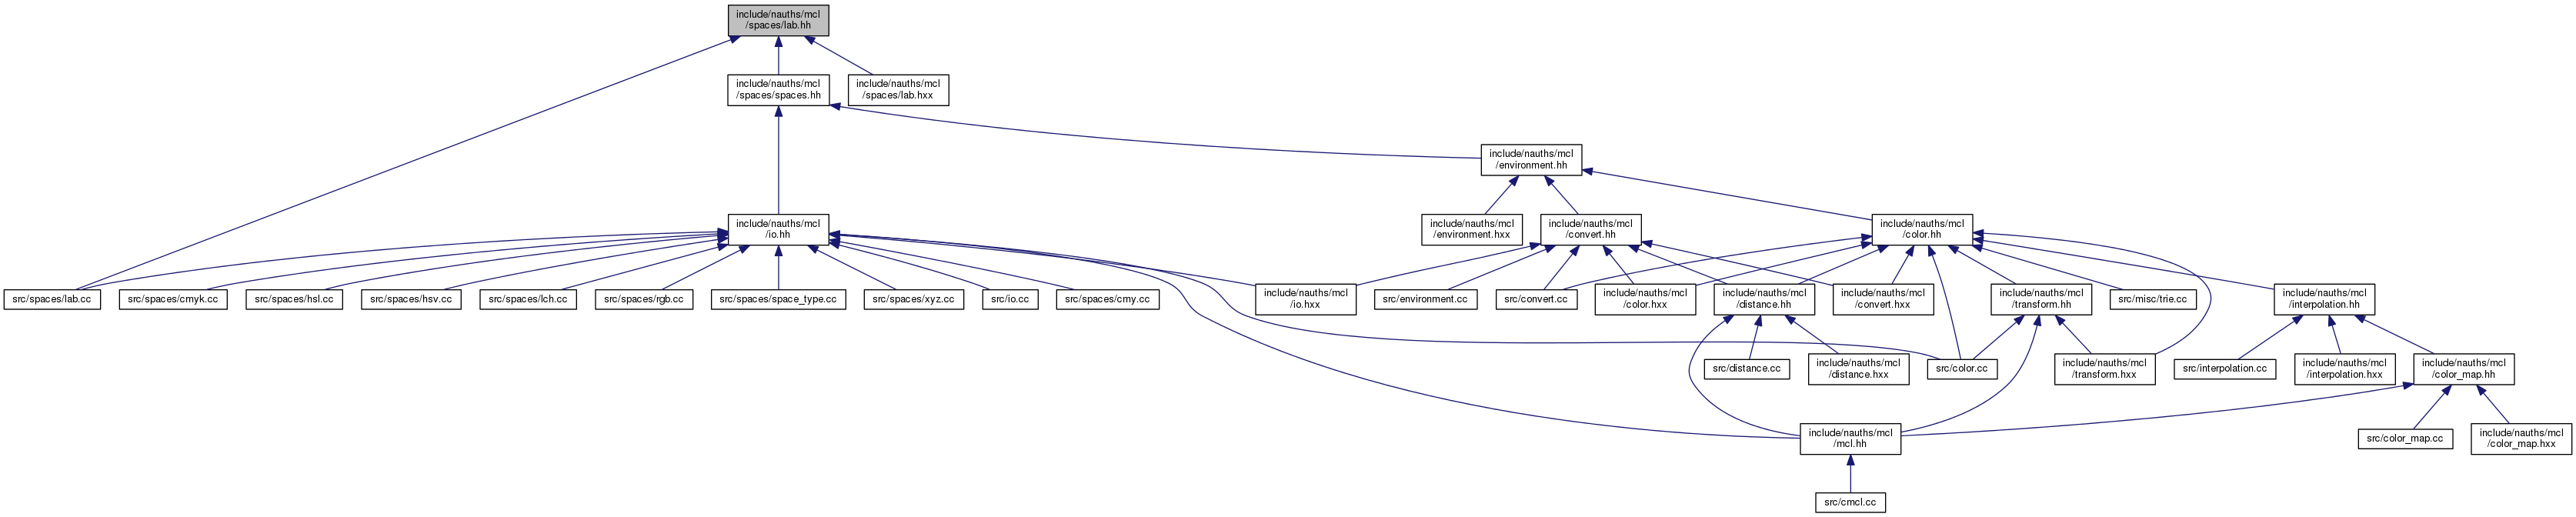 include/nauths/mcl
/spaces/lab.hh
include/nauths/mcl
/spaces/spaces.hh
include/nauths/mcl
/spaces/lab.hxx
include/nauths/mcl
/environment.hh
include/nauths/mcl
/io.hh
include/nauths/mcl
/environment.hxx
include/nauths/mcl
/convert.hh
include/nauths/mcl
/color.hh
src/spaces/lab.cc
src/spaces/cmyk.cc
src/spaces/hsl.cc
src/spaces/hsv.cc
src/spaces/lch.cc
src/spaces/rgb.cc
src/spaces/space_type.cc
src/spaces/xyz.cc
src/io.cc
src/spaces/cmy.cc
include/nauths/mcl
/io.hxx
src/environment.cc
src/convert.cc
include/nauths/mcl
/color.hxx
include/nauths/mcl
/distance.hh
include/nauths/mcl
/convert.hxx
include/nauths/mcl
/transform.hh
src/misc/trie.cc
include/nauths/mcl
/interpolation.hh
src/distance.cc
include/nauths/mcl
/distance.hxx
src/color.cc
include/nauths/mcl
/transform.hxx
src/interpolation.cc
include/nauths/mcl
/interpolation.hxx
include/nauths/mcl
/color_map.hh
include/nauths/mcl
/mcl.hh
src/color_map.cc
include/nauths/mcl
/color_map.hxx
src/cmcl.cc